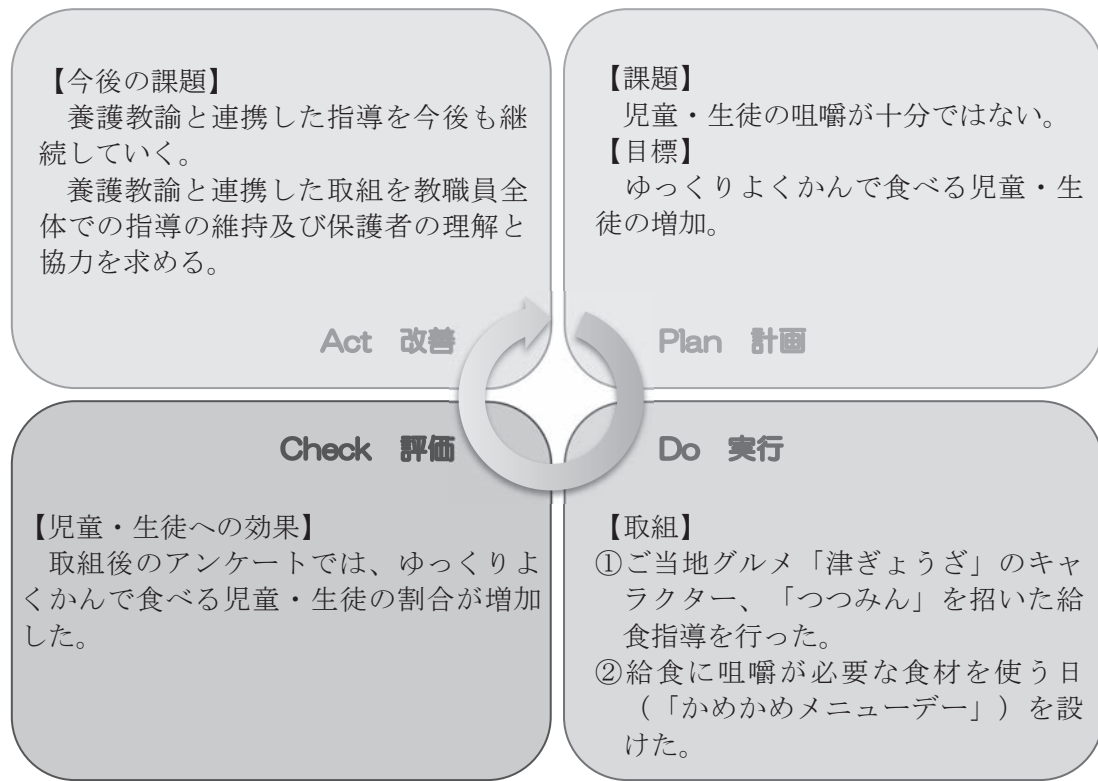 【今後の課題】
　養護教諭と連携した指導を今後も継
続していく。
　養護教諭と連携した取組を教職員全
体での指導の維持及び保護者の理解と
協力を求める。
Act　改善
【課題】
　児童・生徒の咀嚼が十分ではない。
【目標】
　ゆっくりよくかんで食べる児童・生
徒の増加。
Plan　計画
Check　評価
【児童・生徒への効果】
　取組後のアンケートでは、ゆっくりよ
くかんで食べる児童・生徒の割合が増加
した。
Do　実行
【取組】
①ご当地グルメ「津ぎょうざ」のキャ
ラクター、「つつみん」を招いた給
食指導を行った。
②給食に咀嚼が必要な食材を使う日
（「かめかめメニューデー」）を設
けた。